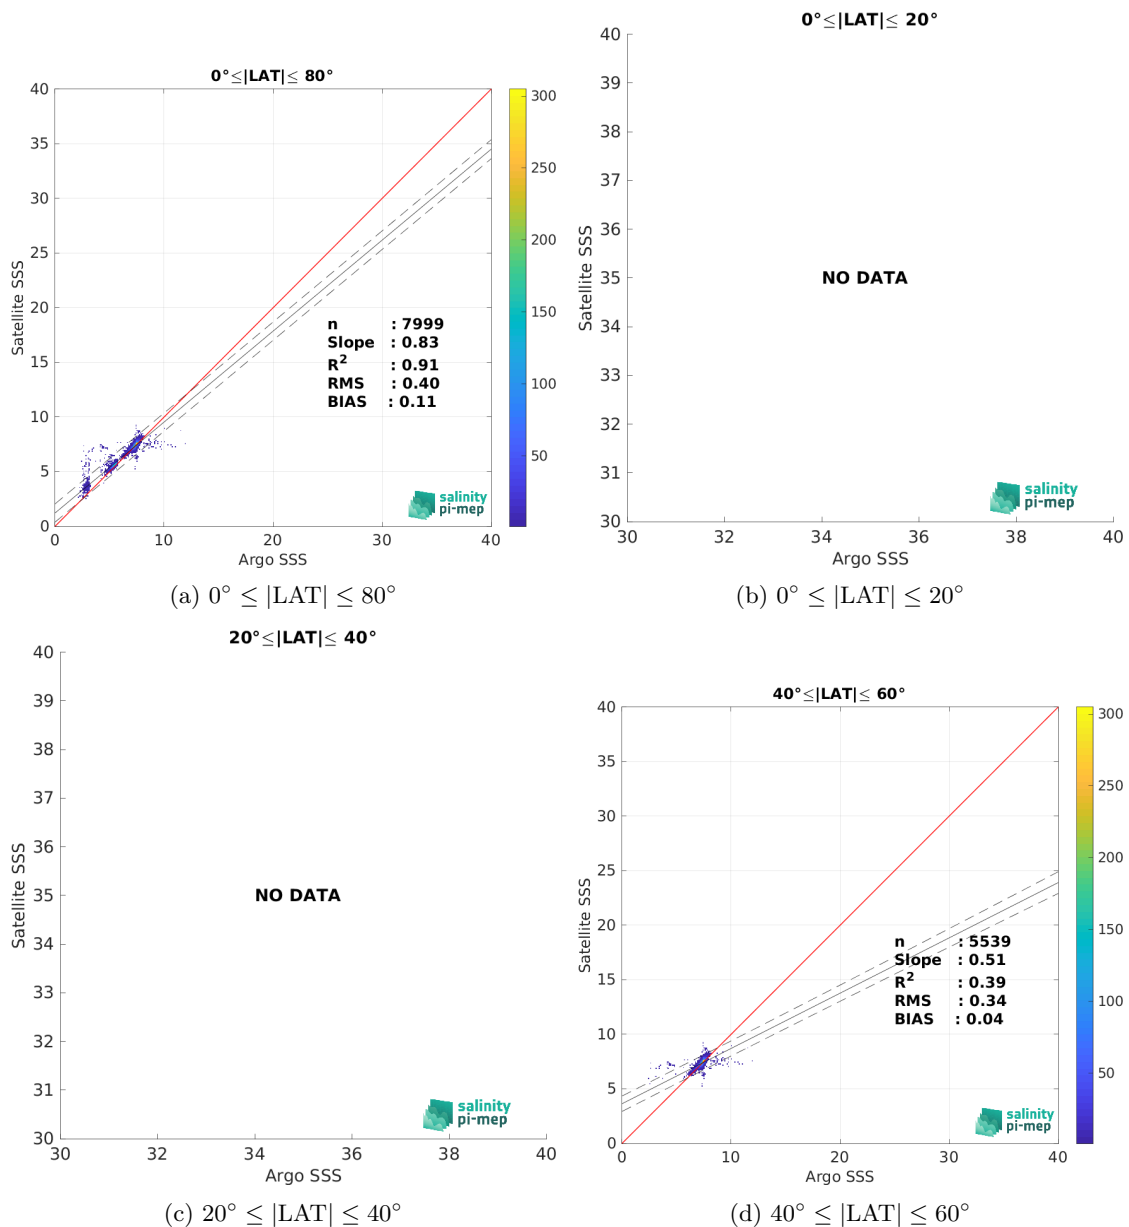 0°≤|LAT|≤ 80°
40
35
30
25
20
15
10
5
0
0
10
20
30
40
Satellite SSS
Argo SSS
n : 7999
Slope : 0.83
R2 : 0.91
RMS : 0.40
BIAS : 0.11
300
250
200
150
100
50
salinity
pi-mep
(a) 0° ≤ |LAT| ≤ 80°
0°≤|LAT|≤ 20°
40
39
38
37
36
35
34
33
32
31
30
30
32
34
36
38
40
Satellite SSS
Argo SSS
NO DATA
salinity
pi-mep
(b) 0° ≤ |LAT| ≤ 20°
20°≤|LAT|≤ 40°
40
39
38
37
36
35
34
33
32
31
30
30
32
34
36
38
40
Satellite SSS
Argo SSS
NO DATA
salinity
pi-mep
(c) 20° ≤ |LAT| ≤ 40°
40°≤|LAT|≤ 60°
40
35
30
25
20
15
10
5
0
0
10
20
30
40
Satellite SSS
Argo SSS
n : 5539
Slope : 0.51
R2 : 0.39
RMS : 0.34
BIAS : 0.04
300
250
200
150
100
50
salinity
pi-mep
(d) 40° ≤ |LAT| ≤ 60°